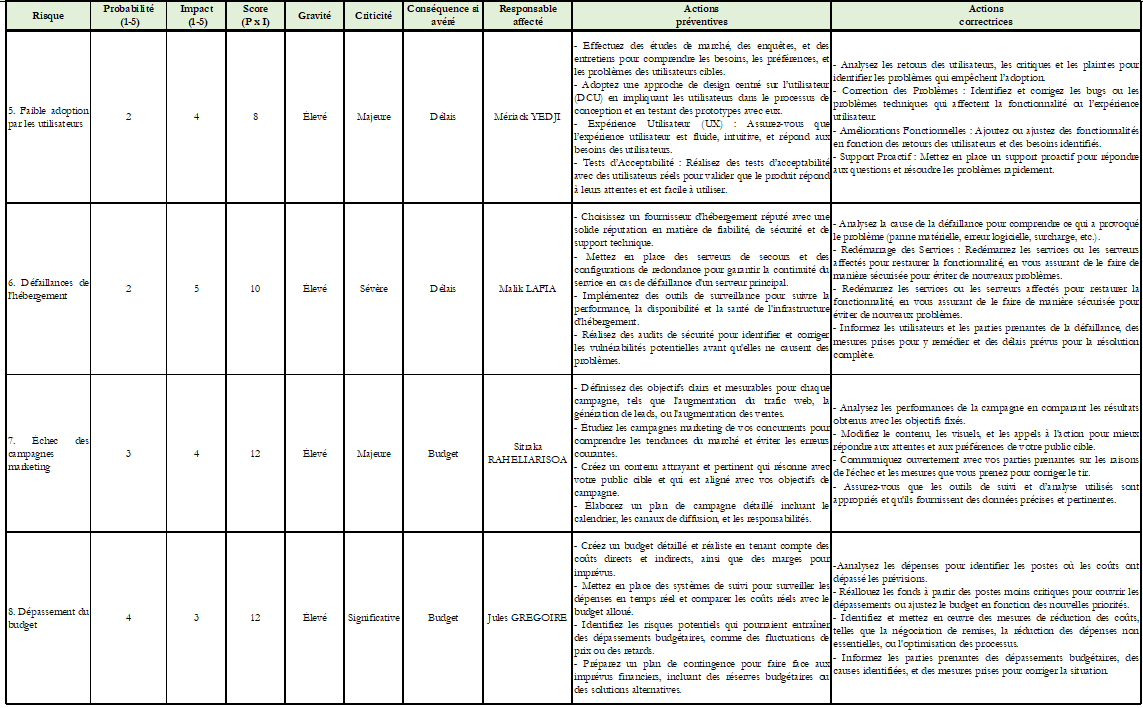 Risque
Probabilité
(1-5)
Impact
(1-5)
Score
(P x I)
Gravité
Criticité
Conséquence si
avéré
Responsable
affecté
Actions
préventives
Actions
correctrices
5. Faible adoption
par les utilisateurs
2
4
8
Élevé
Majeure
Délais
Mériack YEDJI
- Effectuez des études de marché, des enquêtes, et des
entretiens pour comprendre les besoins, les préférences, et
les problèmes des utilisateurs cibles.
- Adoptez une approche de design centré sur l'utilisateur
(DCU) en impliquant les utilisateurs dans le processus de
conception et en testant des prototypes avec eux.
- Expérience Utilisateur (UX) : Assurez-vous que
l'expérience utilisateur est fluide, intuitive, et répond aux
besoins des utilisateurs.
- Tests d'Acceptabilité : Réalisez des tests d'acceptabilité
avec des utilisateurs réels pour valider que le produit répond
à leurs attentes et est facile à utiliser.
- Analysez les retours des utilisateurs, les critiques et les plaintes pour
identifier les problèmes qui empêchent l'adoption.
- Correction des Problèmes : Identifiez et corrigez les bugs ou les
problèmes techniques qui affectent la fonctionnalité ou l'expérience
utilisateur.
- Améliorations Fonctionnelles : Ajoutez ou ajustez des fonctionnalités
en fonction des retours des utilisateurs et des besoins identifiés.
- Support Proactif : Mettez en place un support proactif pour répondre
aux questions et résoudre les problèmes rapidement.
6. Défaillances de
l'hébergement
2
5
10
Élevé
Sévère
Délais
Malik LAFIA
- Choisissez un fournisseur d'hébergement réputé avec une
solide réputation en matière de fiabilité, de sécurité et de
support technique.
- Mettez en place des serveurs de secours et des
configurations de redondance pour garantir la continuité du
service en cas de défaillance d'un serveur principal.
- Implémentez des outils de surveillance pour suivre la
performance, la disponibilité et la santé de l'infrastructure
d'hébergement.
- Réalisez des audits de sécurité pour identifier et corriger
les vulnérabilités potentielles avant qu'elles ne causent des
problèmes.
- Analysez la cause de la défaillance pour comprendre ce qui a provoqué
le problème (panne matérielle, erreur logicielle, surcharge, etc.).
- Redémarrage des Services : Redémarrez les services ou les serveurs
affectés pour restaurer la fonctionnalité, en vous assurant de le faire de
manière sécurisée pour éviter de nouveaux problèmes.
- Redémarrez les services ou les serveurs affectés pour restaurer la
fonctionnalité, en vous assurant de le faire de manière sécurisée pour
éviter de nouveaux problèmes.
- Informez les utilisateurs et les parties prenantes de la défaillance, des
mesures prises pour y remédier et des délais prévus pour la résolution
complète.
7. Echec des
campagnes
marketing
3
4
12
Élevé
Majeure
Budget
Sitraka
RAHELIARISOA
- Définissez des objectifs clairs et mesurables pour chaque
campagne, tels que l'augmentation du trafic web, la
génération de leads, ou l'augmentation des ventes.
- Étudiez les campagnes marketing de vos concurrents pour
comprendre les tendances du marché et éviter les erreurs
courantes.
- Créez un contenu attrayant et pertinent qui résonne avec
votre public cible et qui est aligné avec vos objectifs de
campagne.
- Élaborez un plan de campagne détaillé incluant le
calendrier, les canaux de diffusion, et les responsabilités.
- Analysez les performances de la campagne en comparant les résultats
obtenus avec les objectifs fixés.
- Modifiez le contenu, les visuels, et les appels à l'action pour mieux
répondre aux attentes et aux préférences de votre public cible.
- Communiquez ouvertement avec vos parties prenantes sur les raisons
de l'échec et les mesures que vous prenez pour corriger le tir.
- Assurez-vous que les outils de suivi et d'analyse utilisés sont
appropriés et qu'ils fournissent des données précises et pertinentes.
8. Dépassement du
budget
4
3
12
Élevé
Significative
Budget
Jules GREGOIRE
- Créez un budget détaillé et réaliste en tenant compte des
coûts directs et indirects, ainsi que des marges pour
imprévus.
- Mettez en place des systèmes de suivi pour surveiller les
dépenses en temps réel et comparer les coûts réels avec le
budget alloué.
- Identifiez les risques potentiels qui pourraient entraîner
des dépassements budgétaires, comme des fluctuations de
prix ou des retards.
- Préparez un plan de contingence pour faire face aux
imprévus financiers, incluant des réserves budgétaires ou
des solutions alternatives.
-Aanalysez les dépenses pour identifier les postes où les coûts ont
dépassé les prévisions.
- Réallouez les fonds à partir des postes moins critiques pour couvrir les
dépassements ou ajustez le budget en fonction des nouvelles priorités.
- Identifiez et mettez en œuvre des mesures de réduction des coûts,
telles que la négociation de remises, la réduction des dépenses non
essentielles, ou l'optimisation des processus.
- Informez les parties prenantes des dépassements budgétaires, des
causes identifiées, et des mesures prises pour corriger la situation.